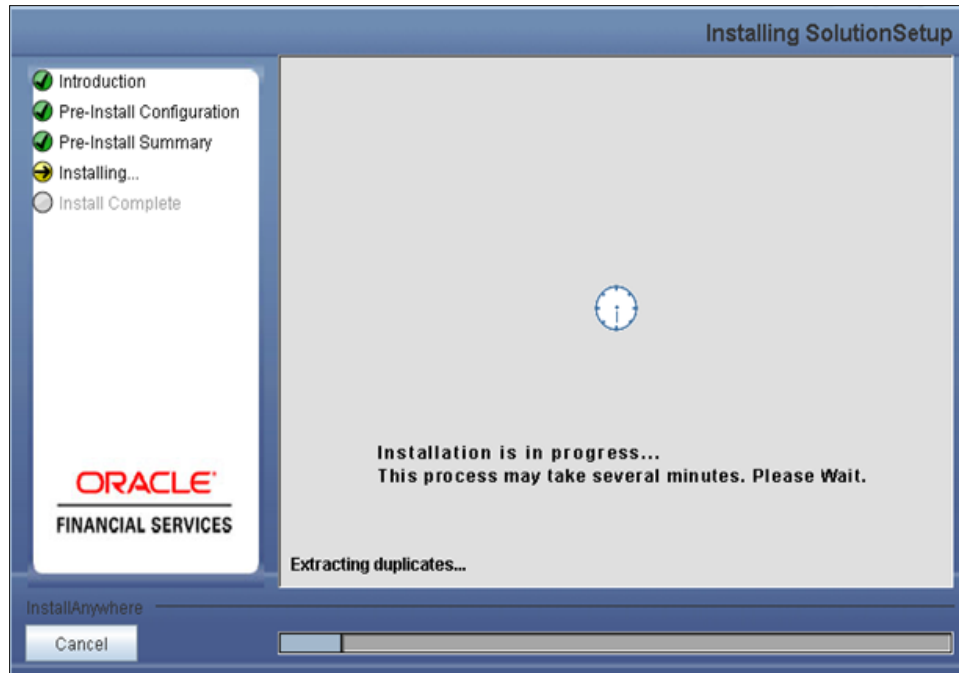 Installing SolutionSetup
Introduction
Pre-Install Configuration
Pre-Install Summary
Installing...
Install Complete
Installation is in progress...
This process may take several minutes. Please Wait.
ORACLE
FINANCIAL SERVICES
Extracting duplicates...
InstallAnywhere
Cancel